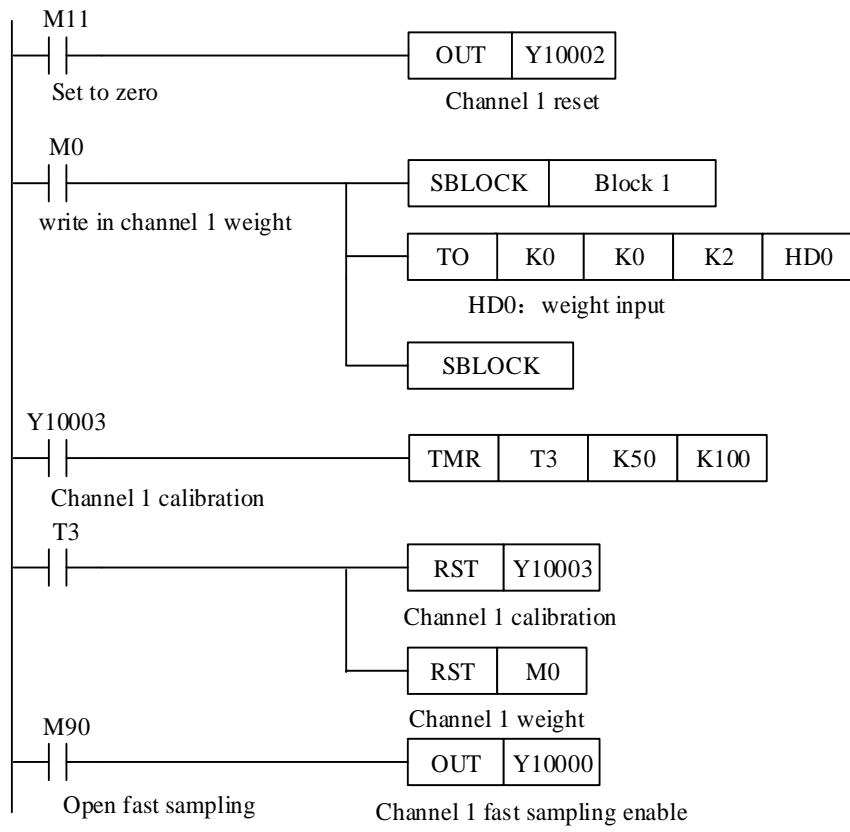 M11
OUT Y10002
Set to zero
Channel 1 reset
M0
SBLOCK Block 1
write in channel 1 weight
TO K0 K0 K2 HD0
HD0：weight input
SBLOCK
Y10003
TMR T3 K50 K100
Channel 1 calibration
T3
RST Y10003
Channel 1 calibration
RST M0
Channel 1 weight
M90
OUT Y10000
Open fast sampling
Channel 1 fast sampling enable